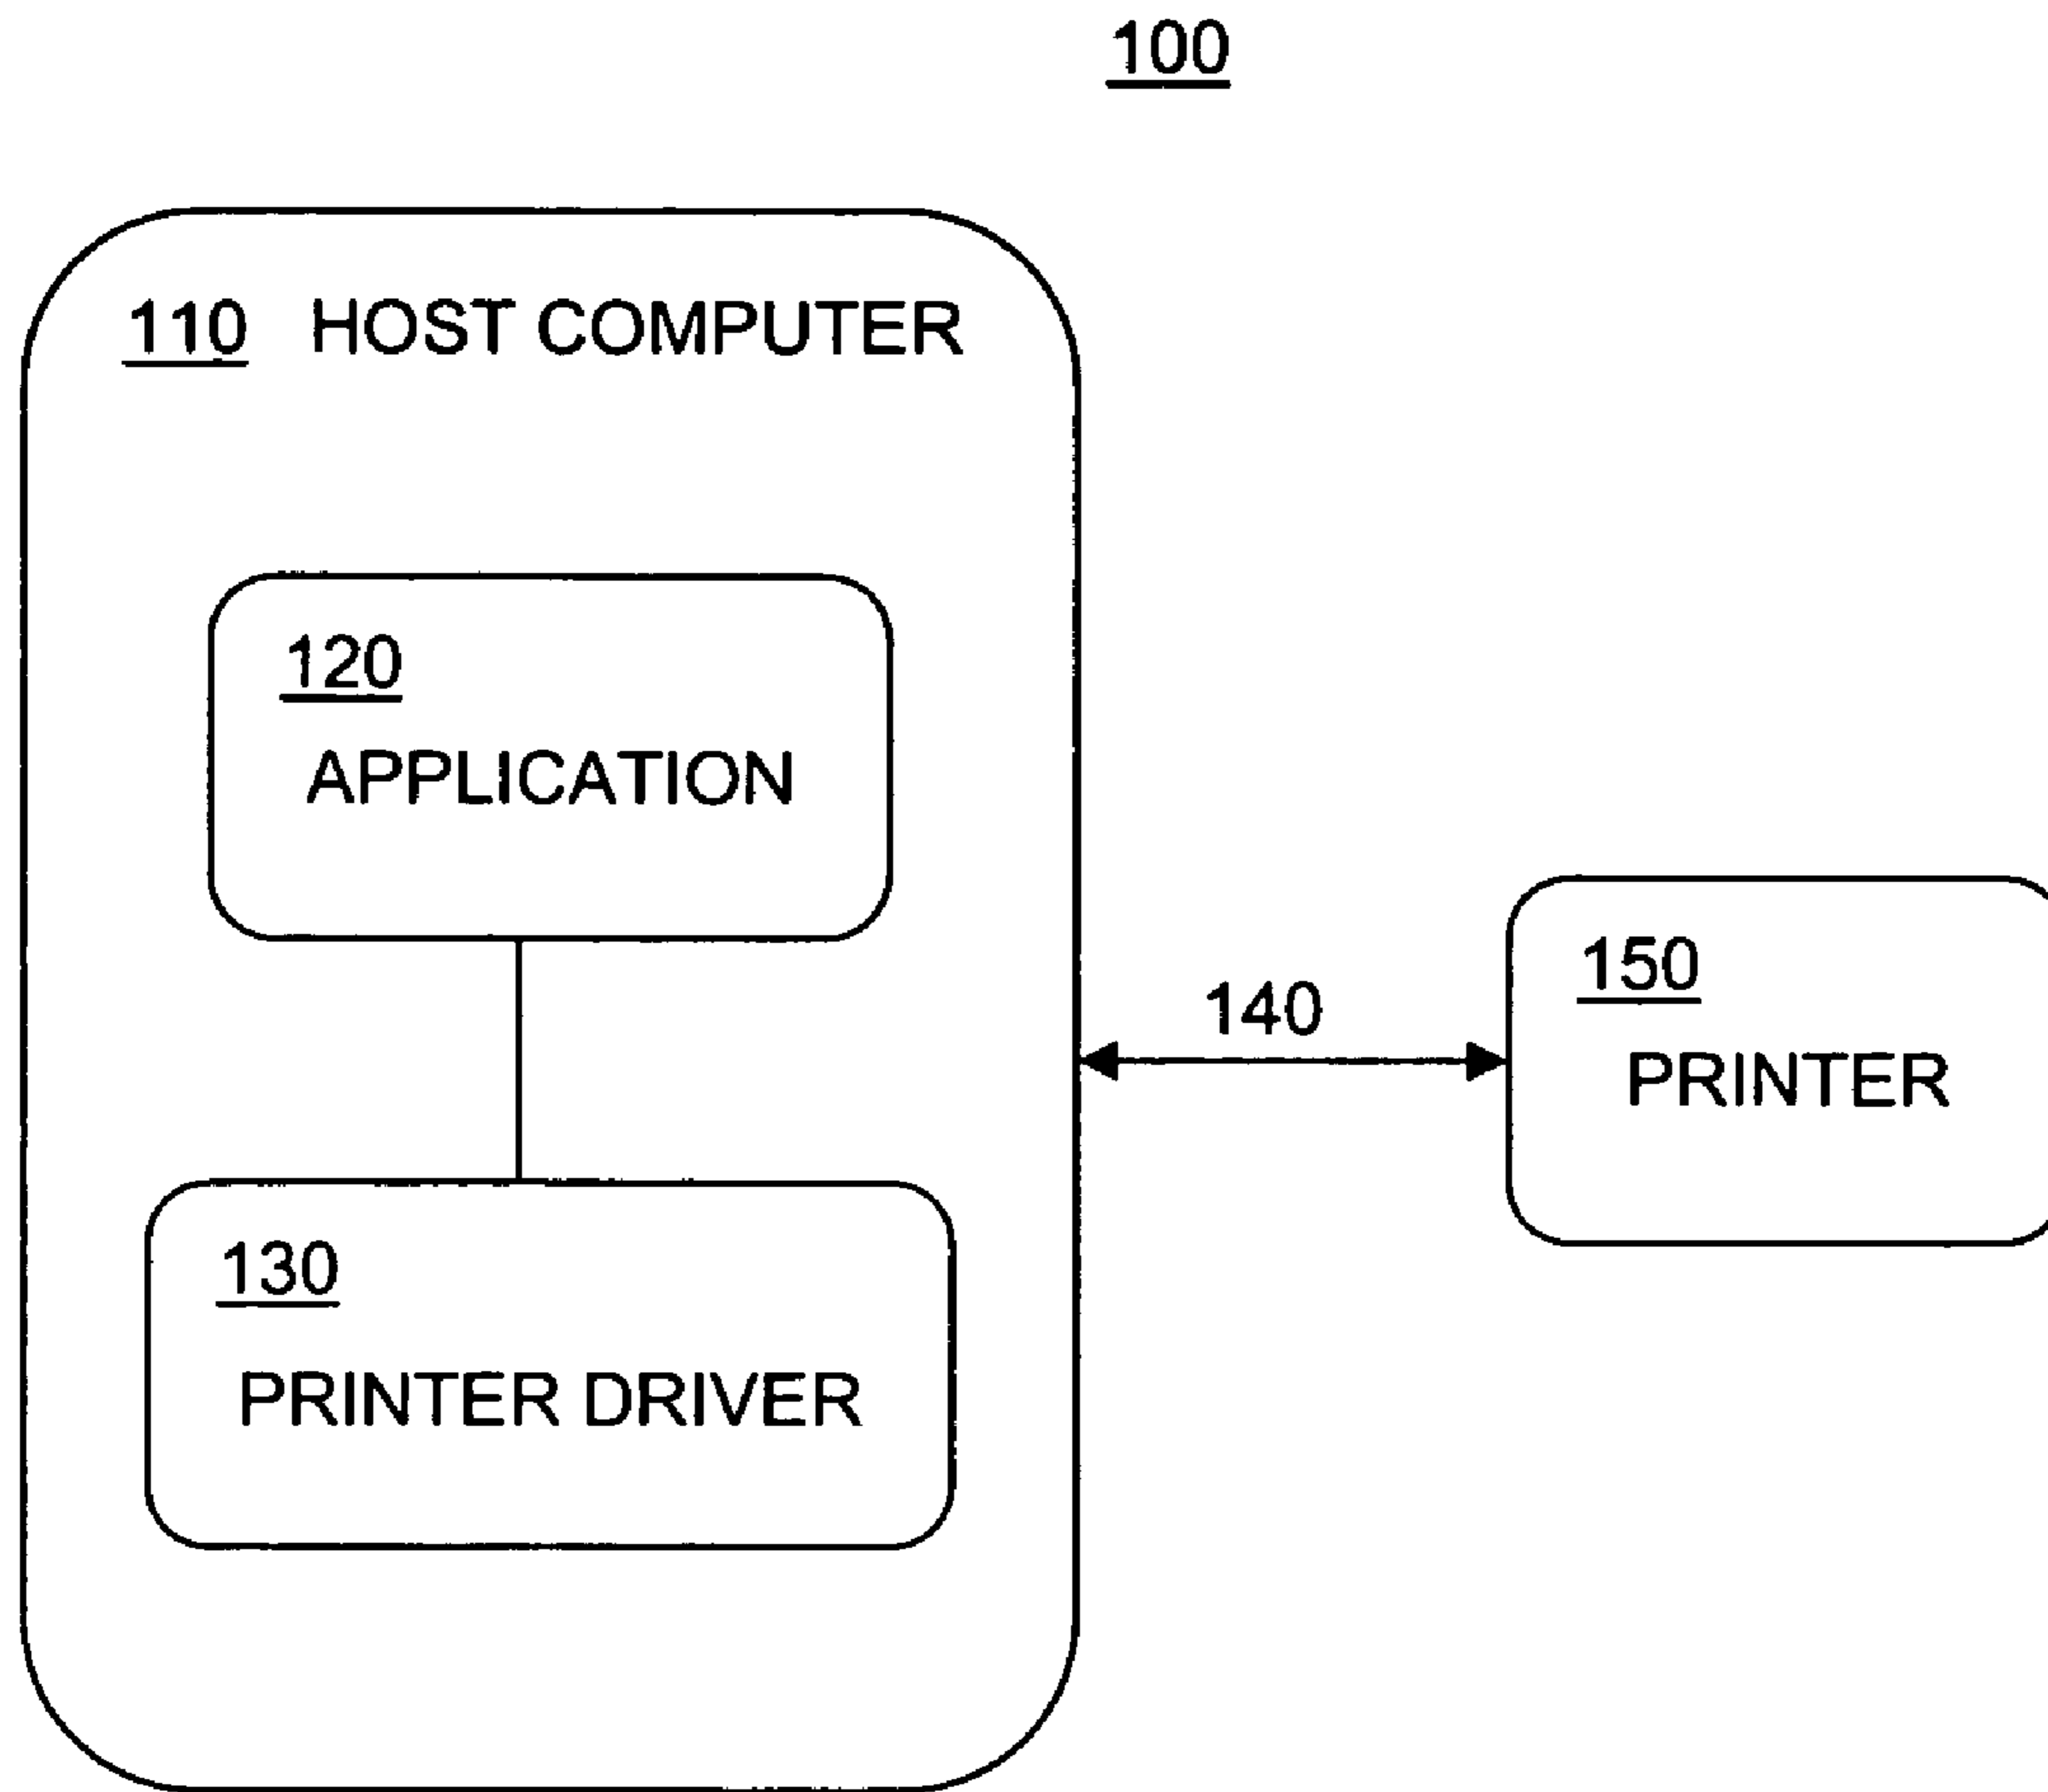 100
110 HOST COMPUTER
120
APPLICATION
140
150
PRINTER
130
PRINTER DRIVER